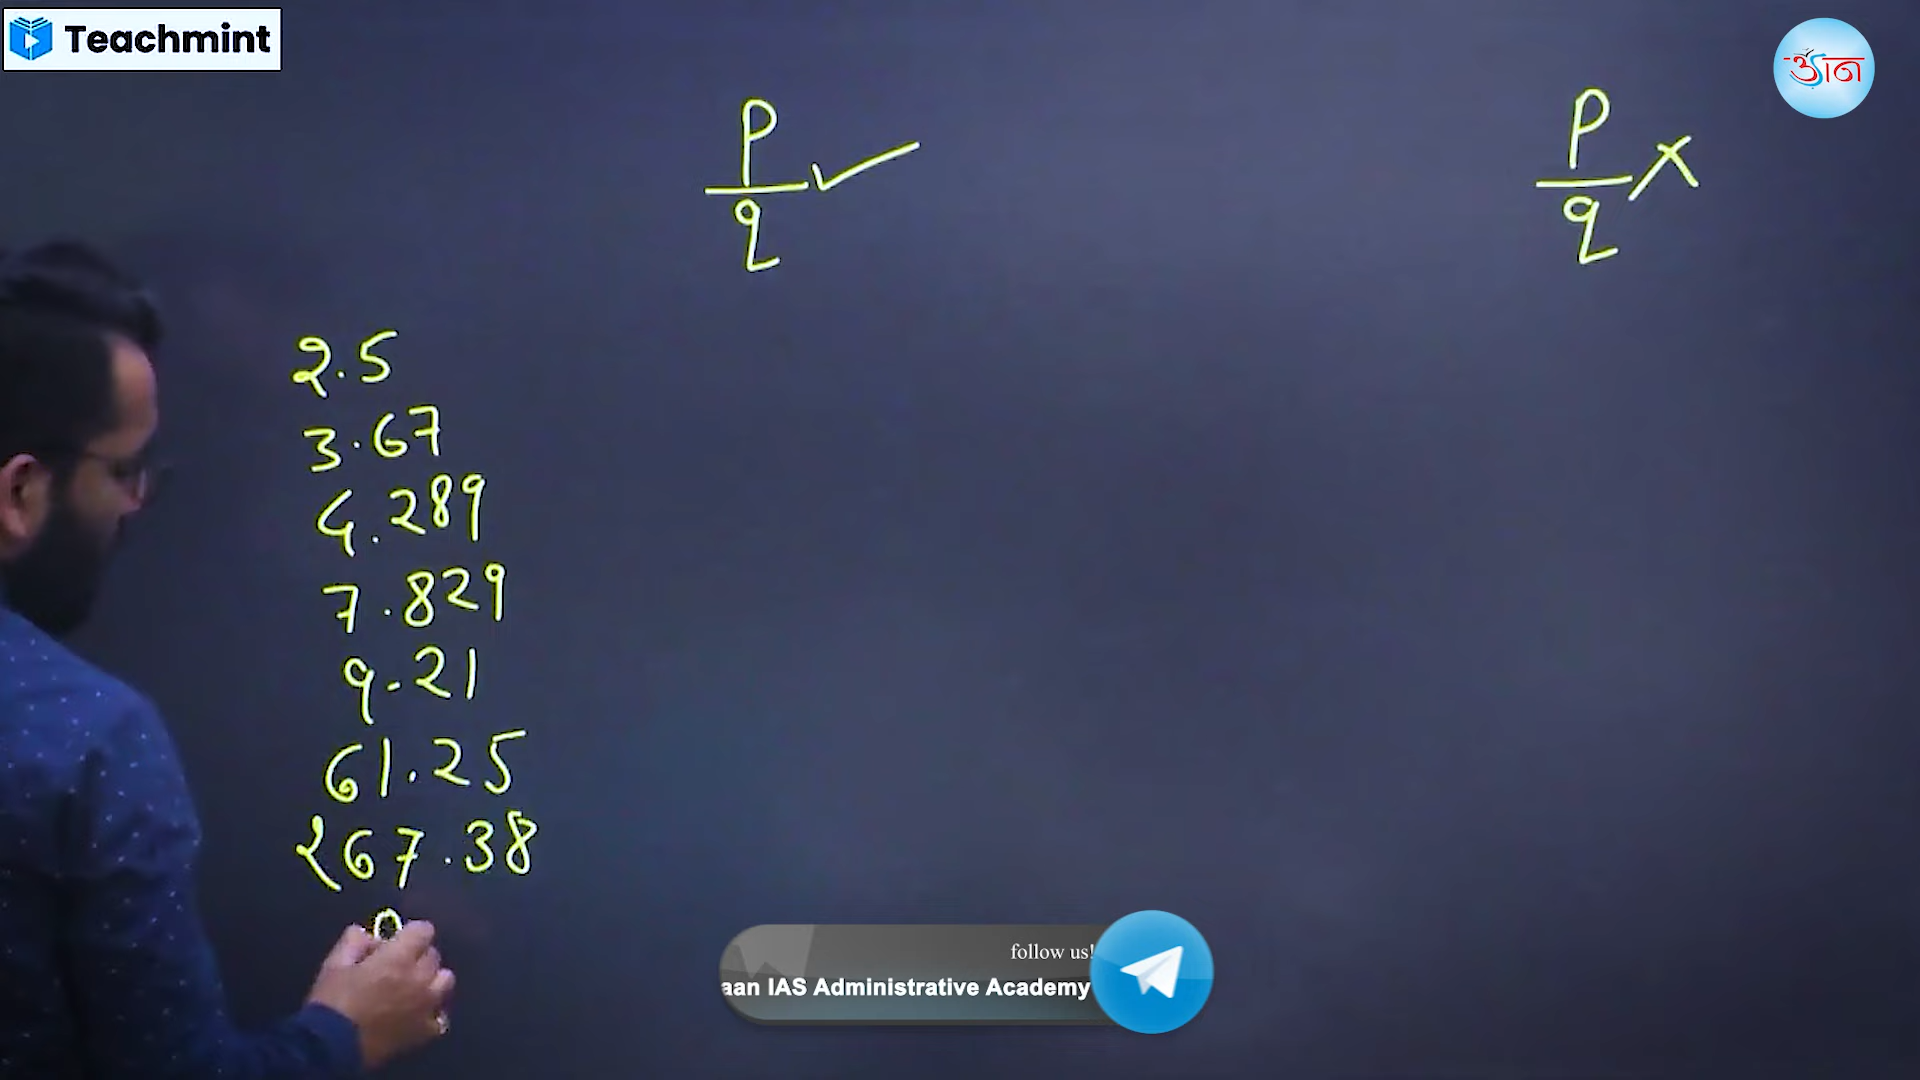 Teachmint
उड़ान
p/q ✓
p/q ✗
2.5
3.67
4.289
7.829
9.21
61.25
267.38
follow us!
aan IAS Administrative Academy